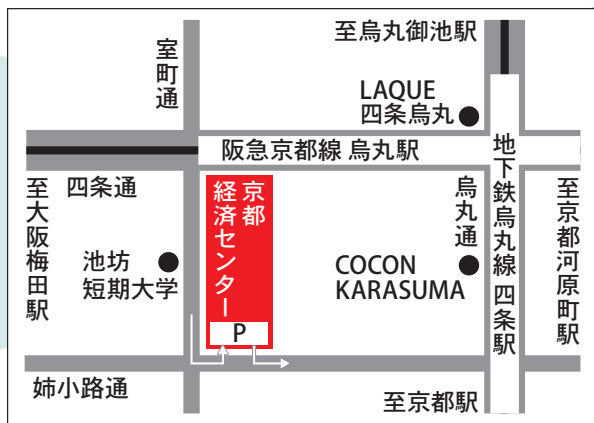 室町通
至烏丸御池駅
LAQUE
四条烏丸
阪急京都線 烏丸駅
地下鉄烏丸線 四条駅
四条通
至大阪梅田駅
池坊
短期大学
京都
経済センター
P
烏丸通
COCON
KARASUMA
至京都河原町駅
姉小路通
至京都駅